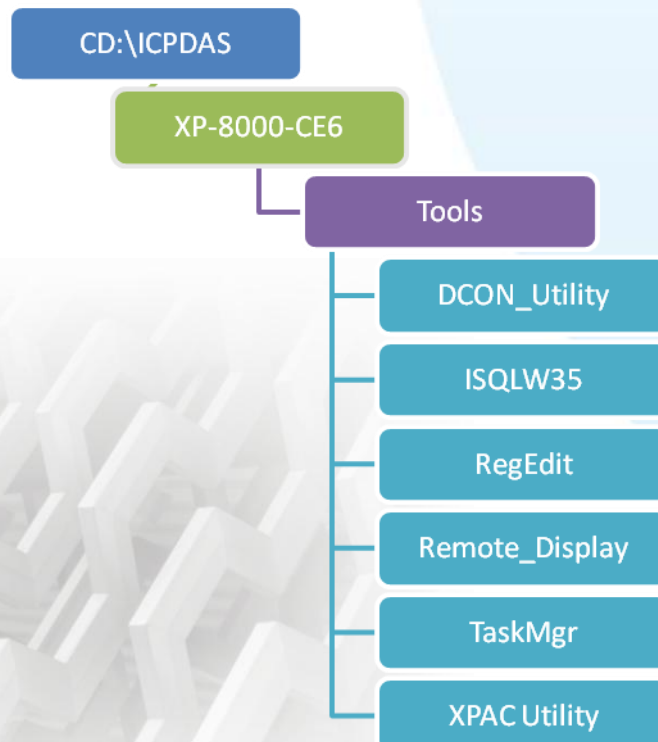 CD:\ICPDAS
XP-8000-CE6
Tools
DCON_Utility
ISQLW35
RegEdit
Remote_Display
TaskMgr
XPAC Utility